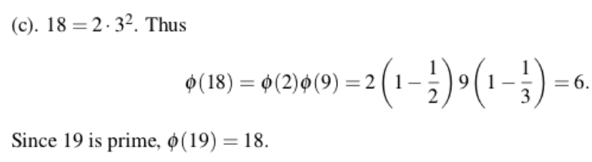 (c). 18 = 2 · 3². Thus
ϕ(18) = ϕ(2)ϕ(9) = 2(1 − 1/2)9(1 − 1/3) = 6.
Since 19 is prime, ϕ(19) = 18.